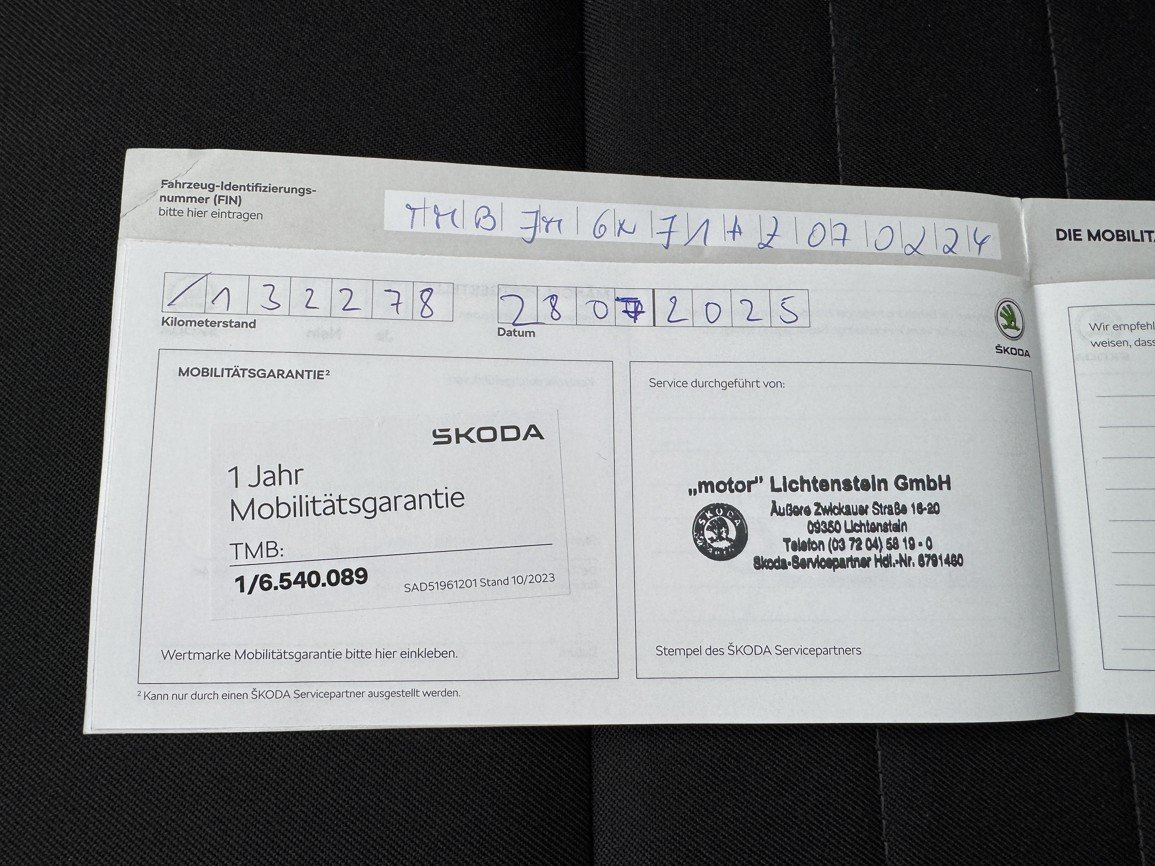 Fahrzeug-Identifizierungs-
nummer (FIN)
bitte hier eintragen
TMBJM6NJ1HZ070224
DIE MOBILIT
/132278
28072025
Kilometerstand
Datum
ŠKODA
Wir empfehl
weisen, dass
MOBILITÄTSGARANTIE²
ŠKODA
1 Jahr
Mobilitätsgarantie
TMB:
1/6.540.089
SAD51961201 Stand 10/2023
Wertmarke Mobilitätsgarantie bitte hier einkleben.
Service durchgeführt von:
„motor" Lichtenstein GmbH
Äußere Zwickauer Straße 16-20
09350 Lichtenstein
Telefon (03 72 04) 58 19 - 0
Skoda-Servicepartner Hdl.-Nr. 8791460
Stempel des ŠKODA Servicepartners
² Kann nur durch einen ŠKODA Servicepartner ausgestellt werden.